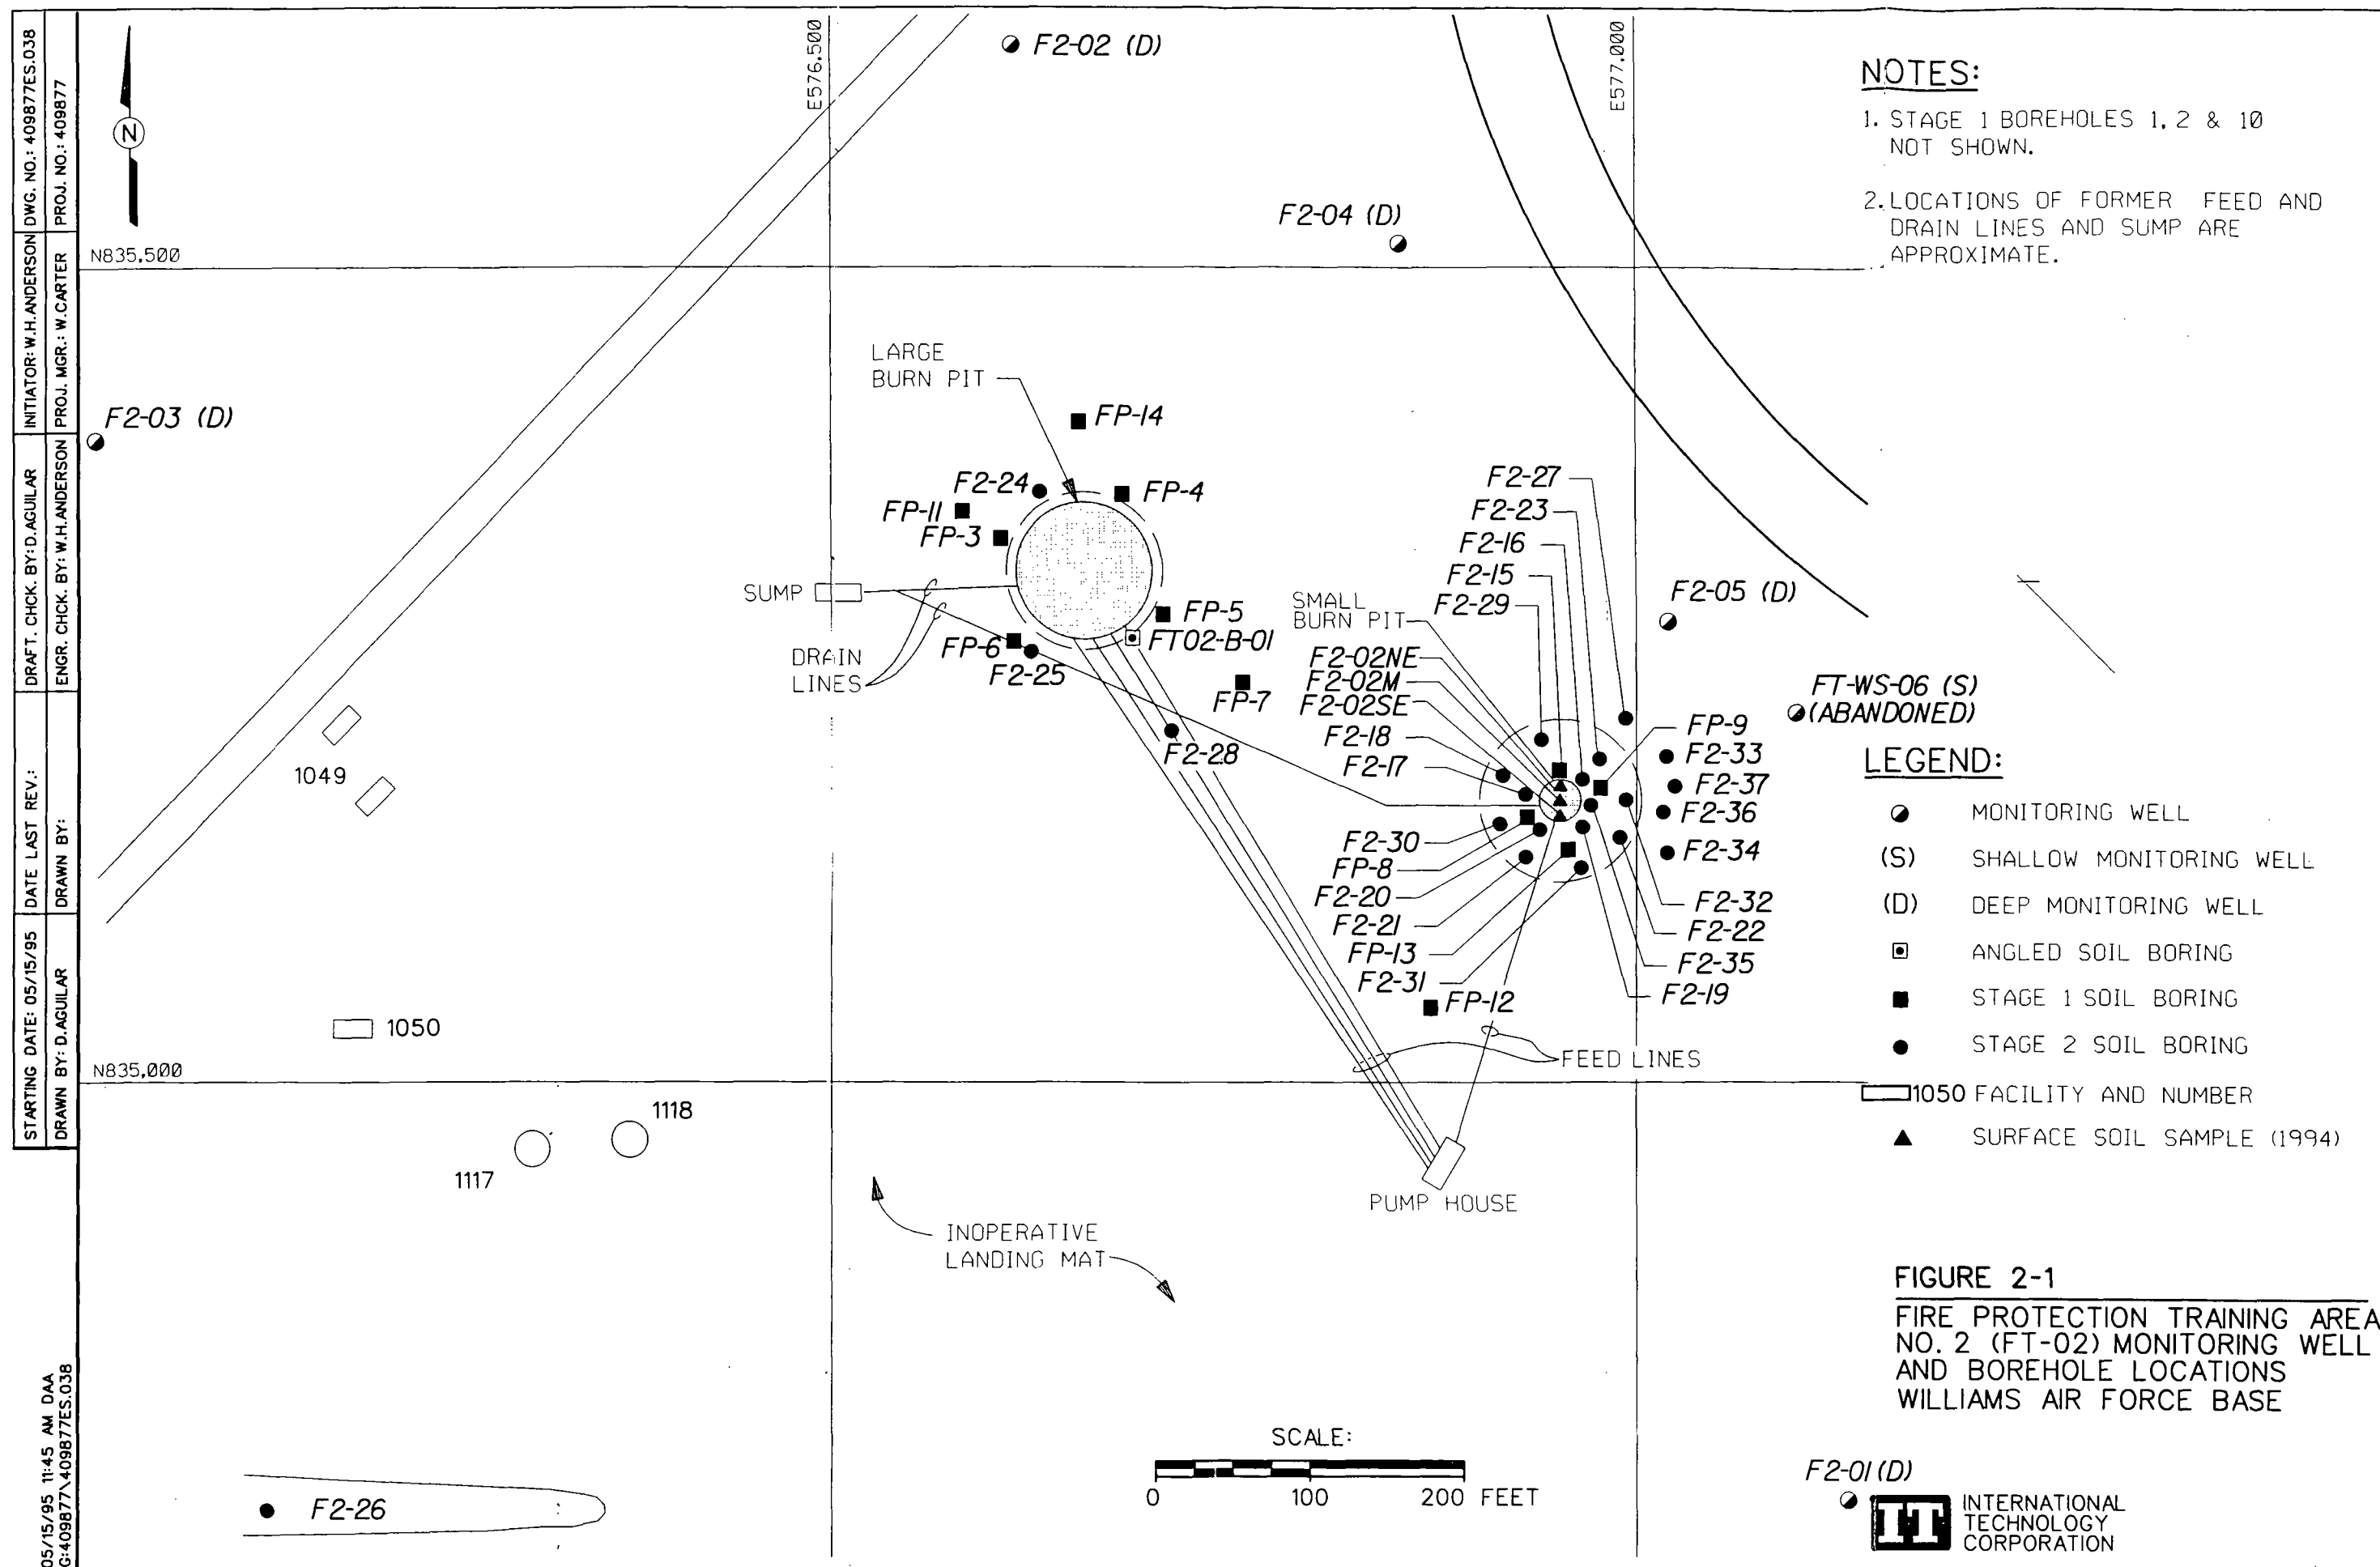 STARTING DATE: 05/15/95
DATE LAST REV.:
DRAFT. CHCK. BY: D.AGUILAR
INITIATOR: W.H.ANDERSON
DWG. NO.: 409877ES.038
DRAWN BY: D.AGUILAR
DRAWN BY:
ENGR. CHCK. BY: W.H.ANDERSON
PROJ. MGR.: W.CARTER
PROJ. NO.: 409877
05/15/95 11:45 AM DAA
G:409877\409877ES.038
N
E576,500
E577,000
N835,500
N835,000
F2-02 (D)
F2-04 (D)
F2-03 (D)
LARGE
BURN PIT
FP-14
F2-24
FP-4
FP-11
FP-3
SUMP
FP-5
FT02-B-01
FP-6
F2-25
DRAIN
LINES
FP-7
F2-28
1049
1050
1118
1117
F2-27
F2-23
F2-16
F2-15
F2-29
SMALL
BURN PIT
F2-02NE
F2-02M
F2-02SE
F2-18
F2-17
F2-30
FP-8
F2-20
F2-21
FP-13
F2-31
FP-12
F2-05 (D)
FT-WS-06 (S)
(ABANDONED)
FP-9
F2-33
F2-37
F2-36
F2-34
F2-32
F2-22
F2-35
F2-19
FEED LINES
PUMP HOUSE
INOPERATIVE
LANDING MAT
F2-26
SCALE:
0 100 200 FEET
NOTES:
1. STAGE 1 BOREHOLES 1, 2 & 10
NOT SHOWN.
2. LOCATIONS OF FORMER FEED AND
DRAIN LINES AND SUMP ARE
APPROXIMATE.
LEGEND:
MONITORING WELL
(S) SHALLOW MONITORING WELL
(D) DEEP MONITORING WELL
ANGLED SOIL BORING
STAGE 1 SOIL BORING
STAGE 2 SOIL BORING
1050 FACILITY AND NUMBER
SURFACE SOIL SAMPLE (1994)
FIGURE 2-1
FIRE PROTECTION TRAINING AREA
NO. 2 (FT-02) MONITORING WELL
AND BOREHOLE LOCATIONS
WILLIAMS AIR FORCE BASE
F2-01 (D)
IT
INTERNATIONAL
TECHNOLOGY
CORPORATION